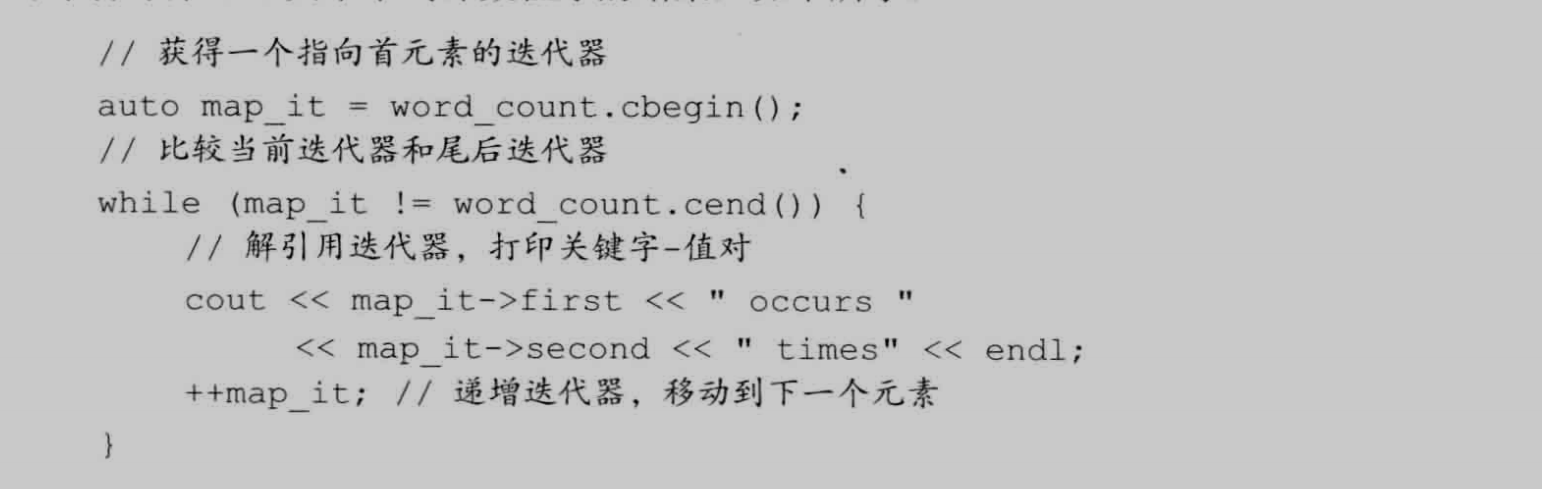 // 获得一个指向首元素的迭代器
auto map_it = word_count.cbegin();
// 比较当前迭代器和尾后迭代器
while (map_it != word_count.cend()) {
    // 解引用迭代器，打印关键字-值对
    cout << map_it->first << " occurs "
         << map_it->second << " times" << endl;
    ++map_it; // 递增迭代器，移动到下一个元素
}